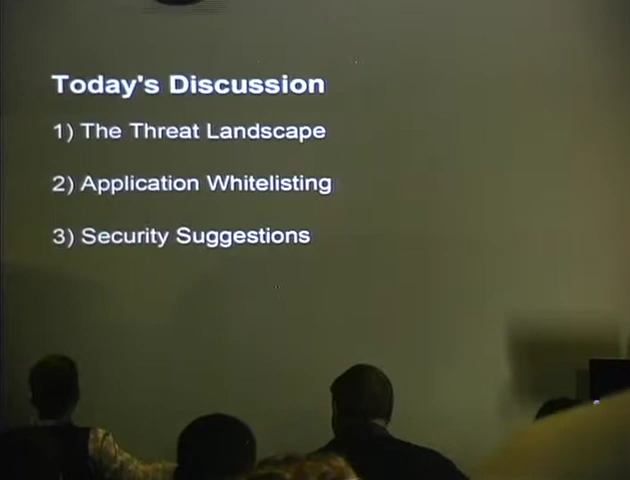 Today's Discussion
1) The Threat Landscape
2) Application Whitelisting
3) Security Suggestions